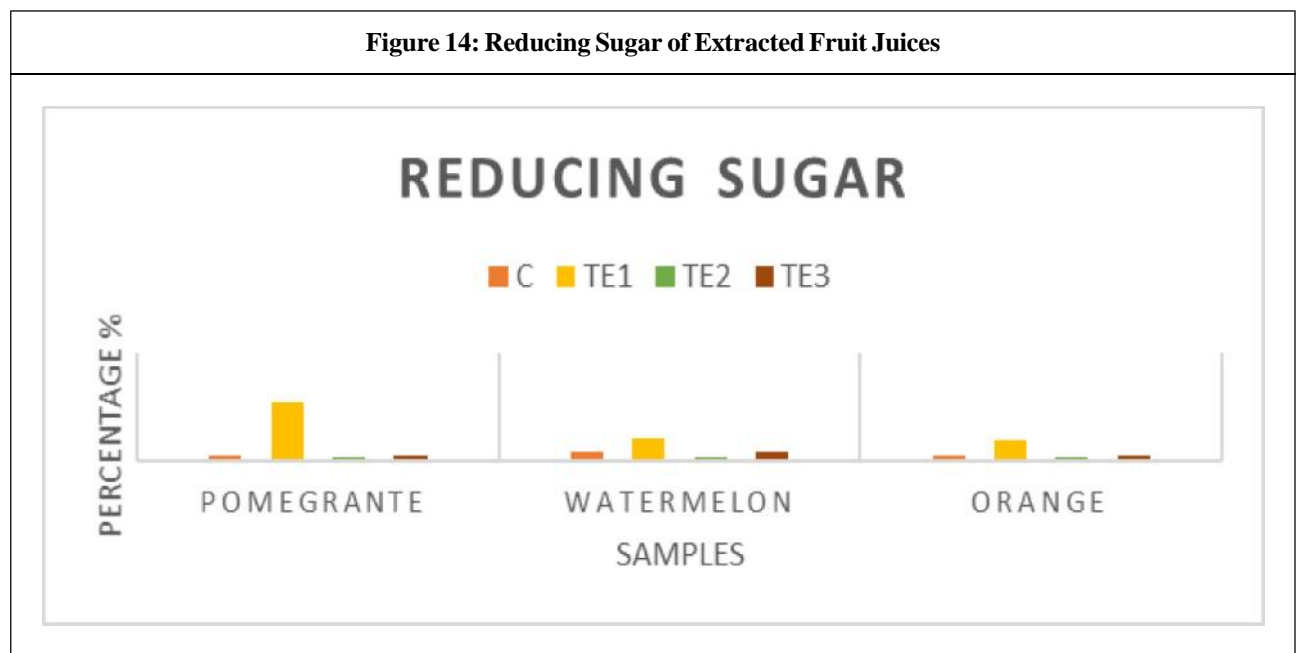 Figure 14: Reducing Sugar of Extracted Fruit Juices
REDUCING SUGAR
C TE1 TE2 TE3
PERCENTAGE %
POMEGRANTE WATERMELON ORANGE
SAMPLES